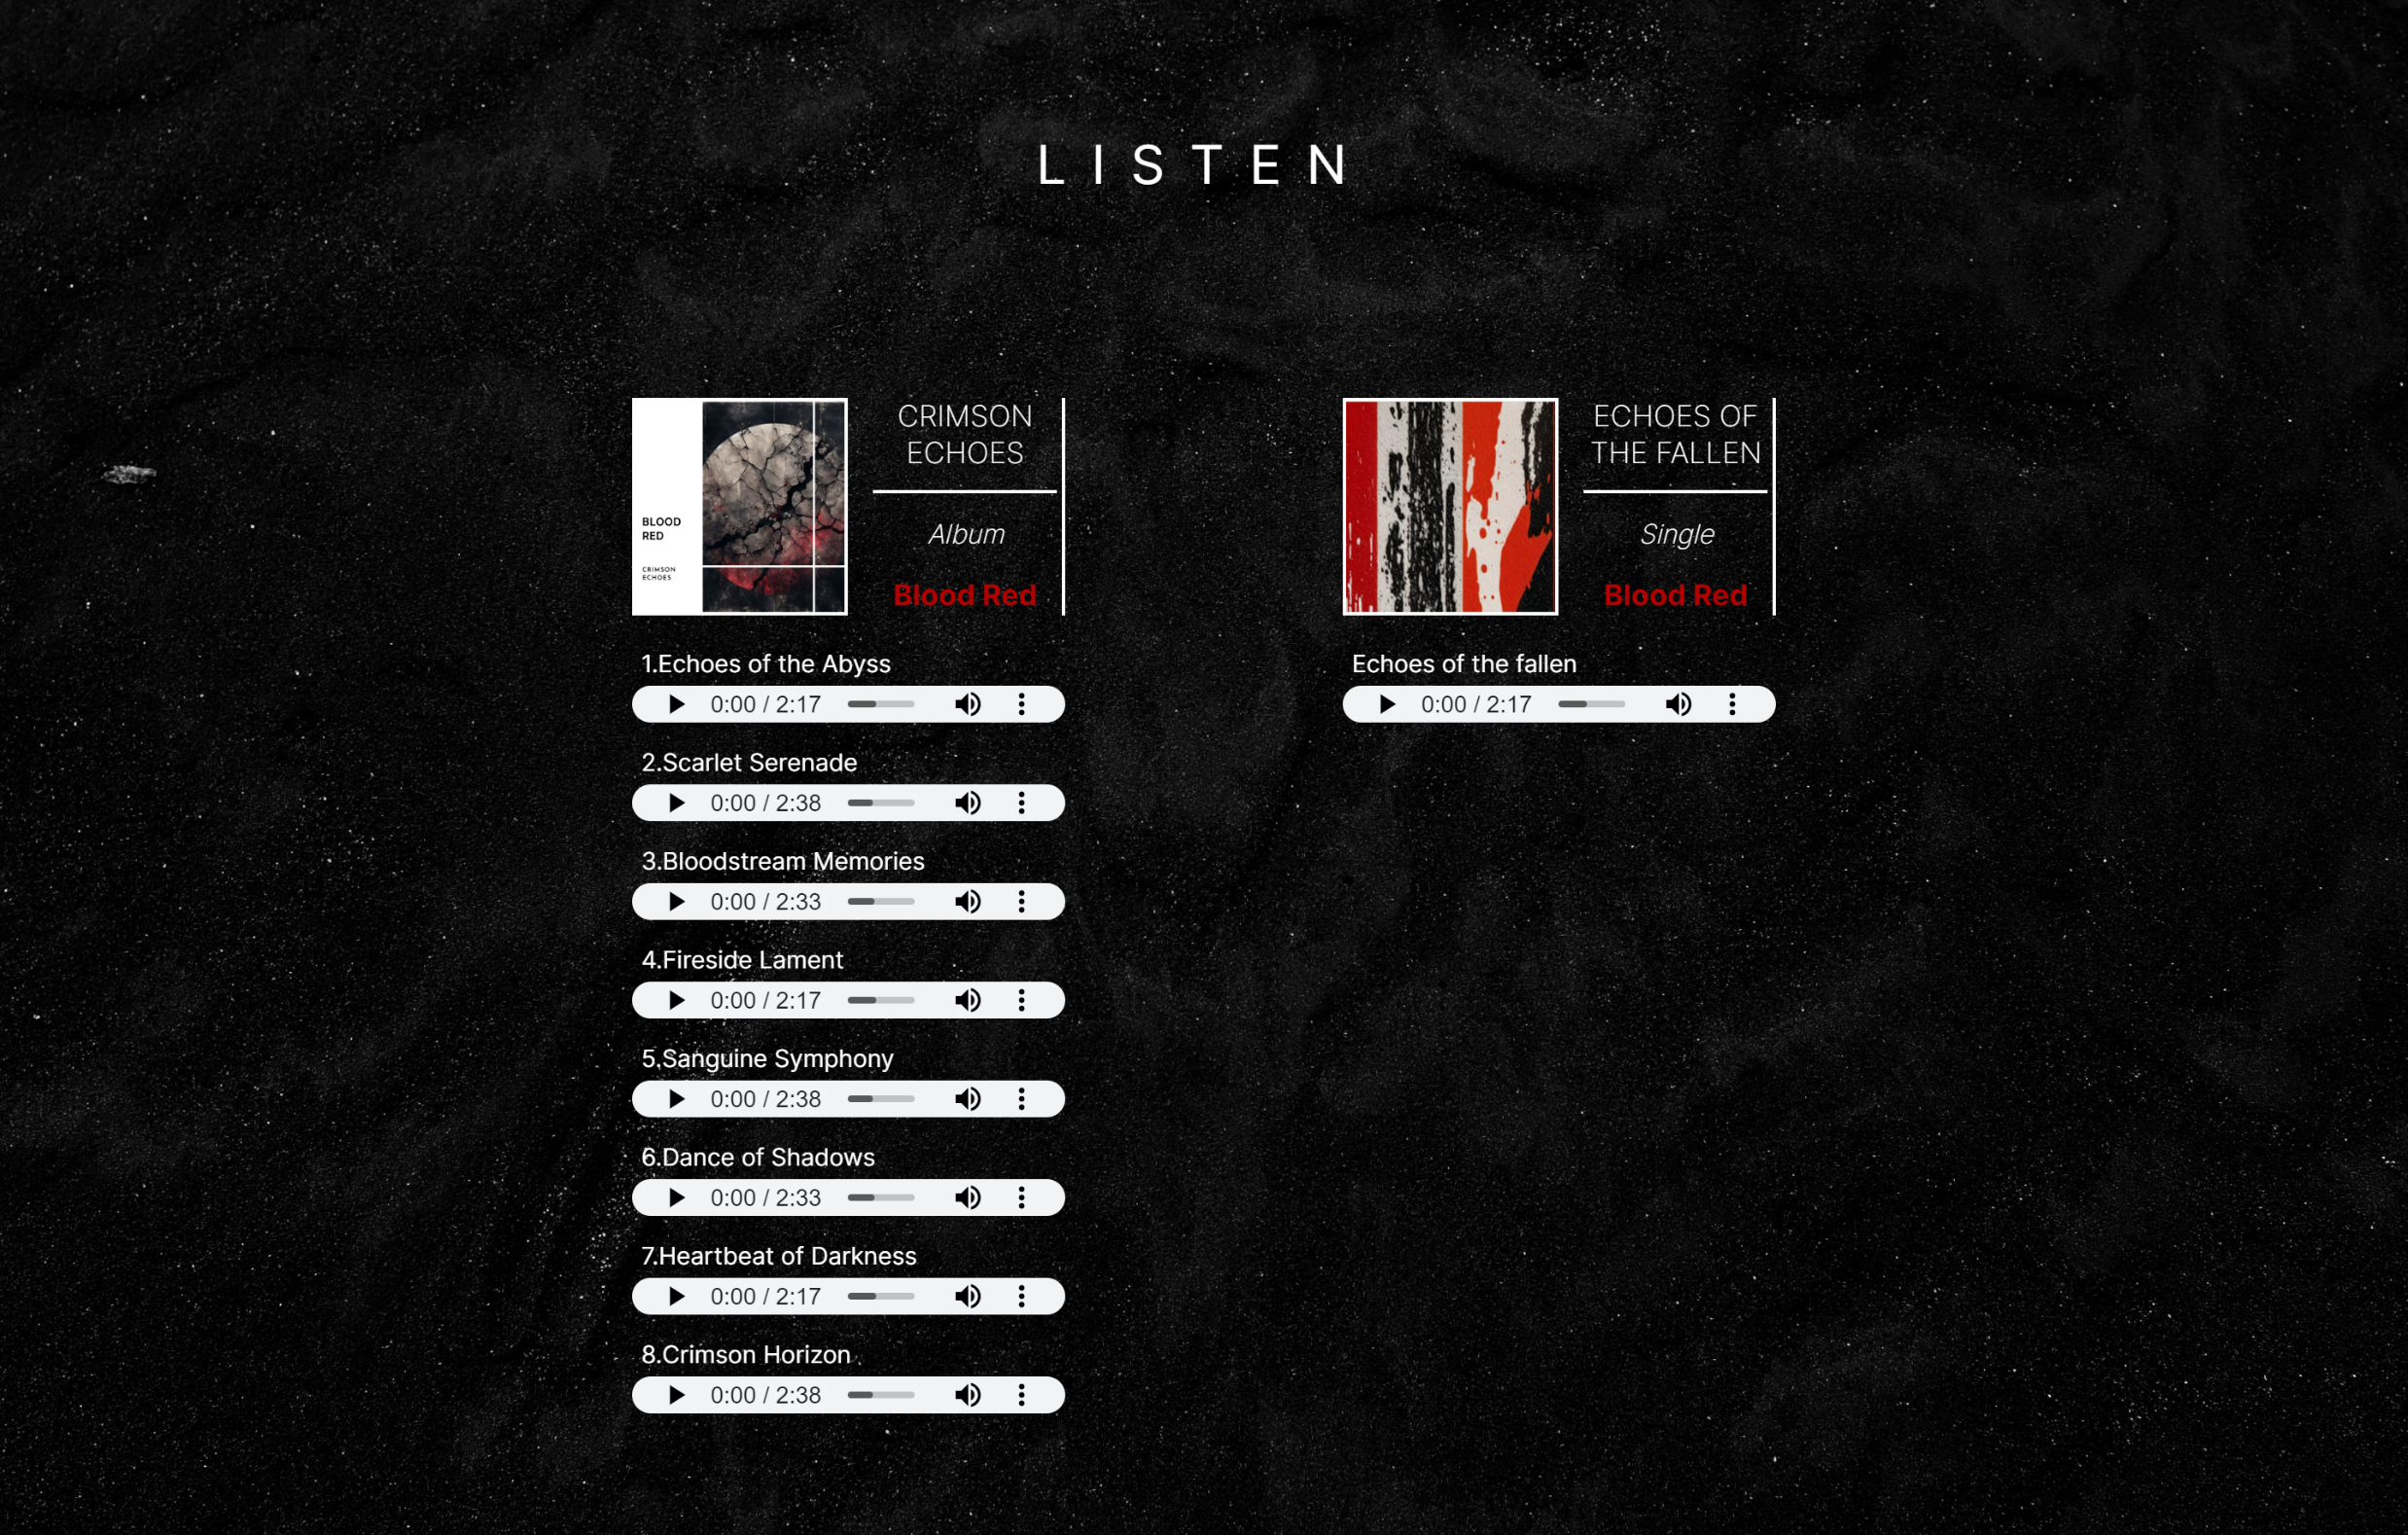 LISTEN
BLOOD
RED
CRIMSON
ECHOES
CRIMSON
ECHOES
Album
Blood Red
1.Echoes of the Abyss
0:00 / 2:17
2.Scarlet Serenade
0:00 / 2:38
3.Bloodstream Memories
0:00 / 2:33
4.Fireside Lament
0:00 / 2:17
5.Sanguine Symphony
0:00 / 2:38
6.Dance of Shadows
0:00 / 2:33
7.Heartbeat of Darkness
0:00 / 2:17
8.Crimson Horizon
0:00 / 2:38
ECHOES OF
THE FALLEN
Single
Blood Red
Echoes of the fallen
0:00 / 2:17